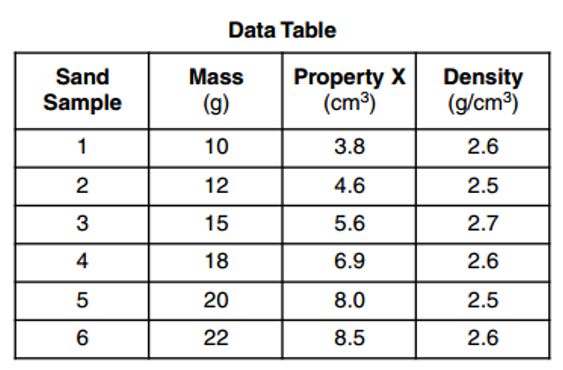 Data Table
Sand Sample Mass (g) Property X (cm³) Density (g/cm³)
1 10 3.8 2.6
2 12 4.6 2.5
3 15 5.6 2.7
4 18 6.9 2.6
5 20 8.0 2.5
6 22 8.5 2.6